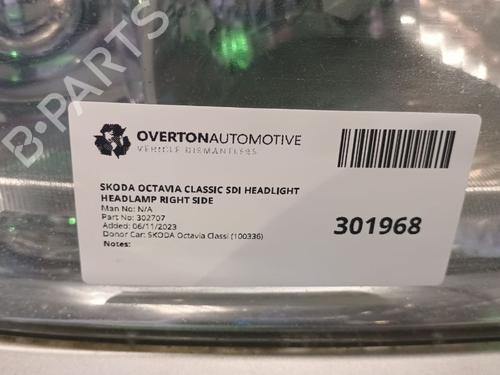 B-PARTS
OVERTONAUTOMOTIVE
VEHICLE DISMANTLERS
SKODA OCTAVIA CLASSIC SDI HEADLIGHT
HEADLAMP RIGHT SIDE
Man No: N/A
Part No: 302707
Added: 06/11/2023
Donor Car: SKODA Octavia Classi (100336)
Notes:
301968